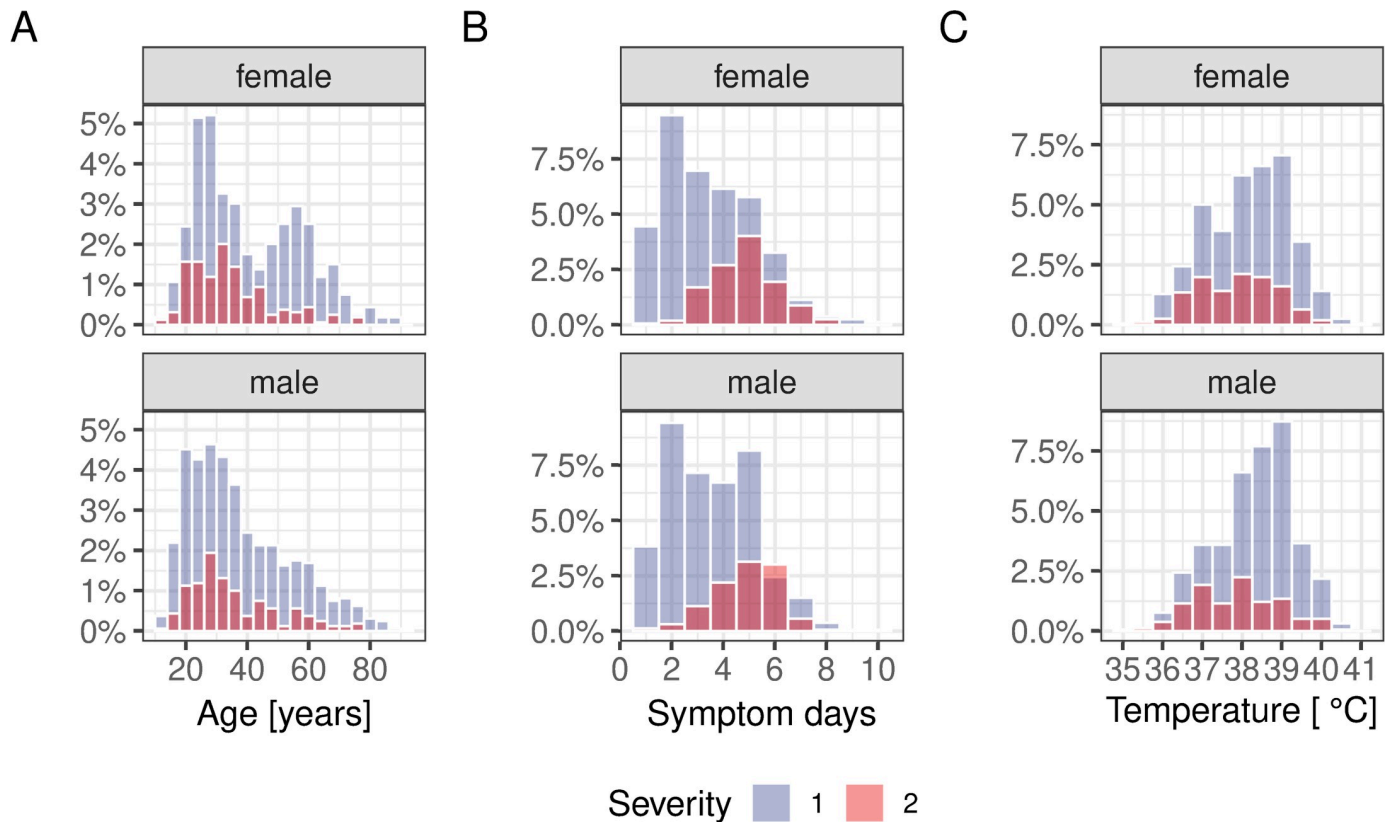 A
female
5%
4%
3%
2%
1%
0%
male
5%
4%
3%
2%
1%
0%
20 40 60 80
Age [years]
B
female
7.5%
5.0%
2.5%
0.0%
male
7.5%
5.0%
2.5%
0.0%
0 2 4 6 8 10
Symptom days
C
female
7.5%
5.0%
2.5%
0.0%
male
7.5%
5.0%
2.5%
0.0%
35 36 37 38 39 40 41
Temperature [ °C]
Severity 1 2